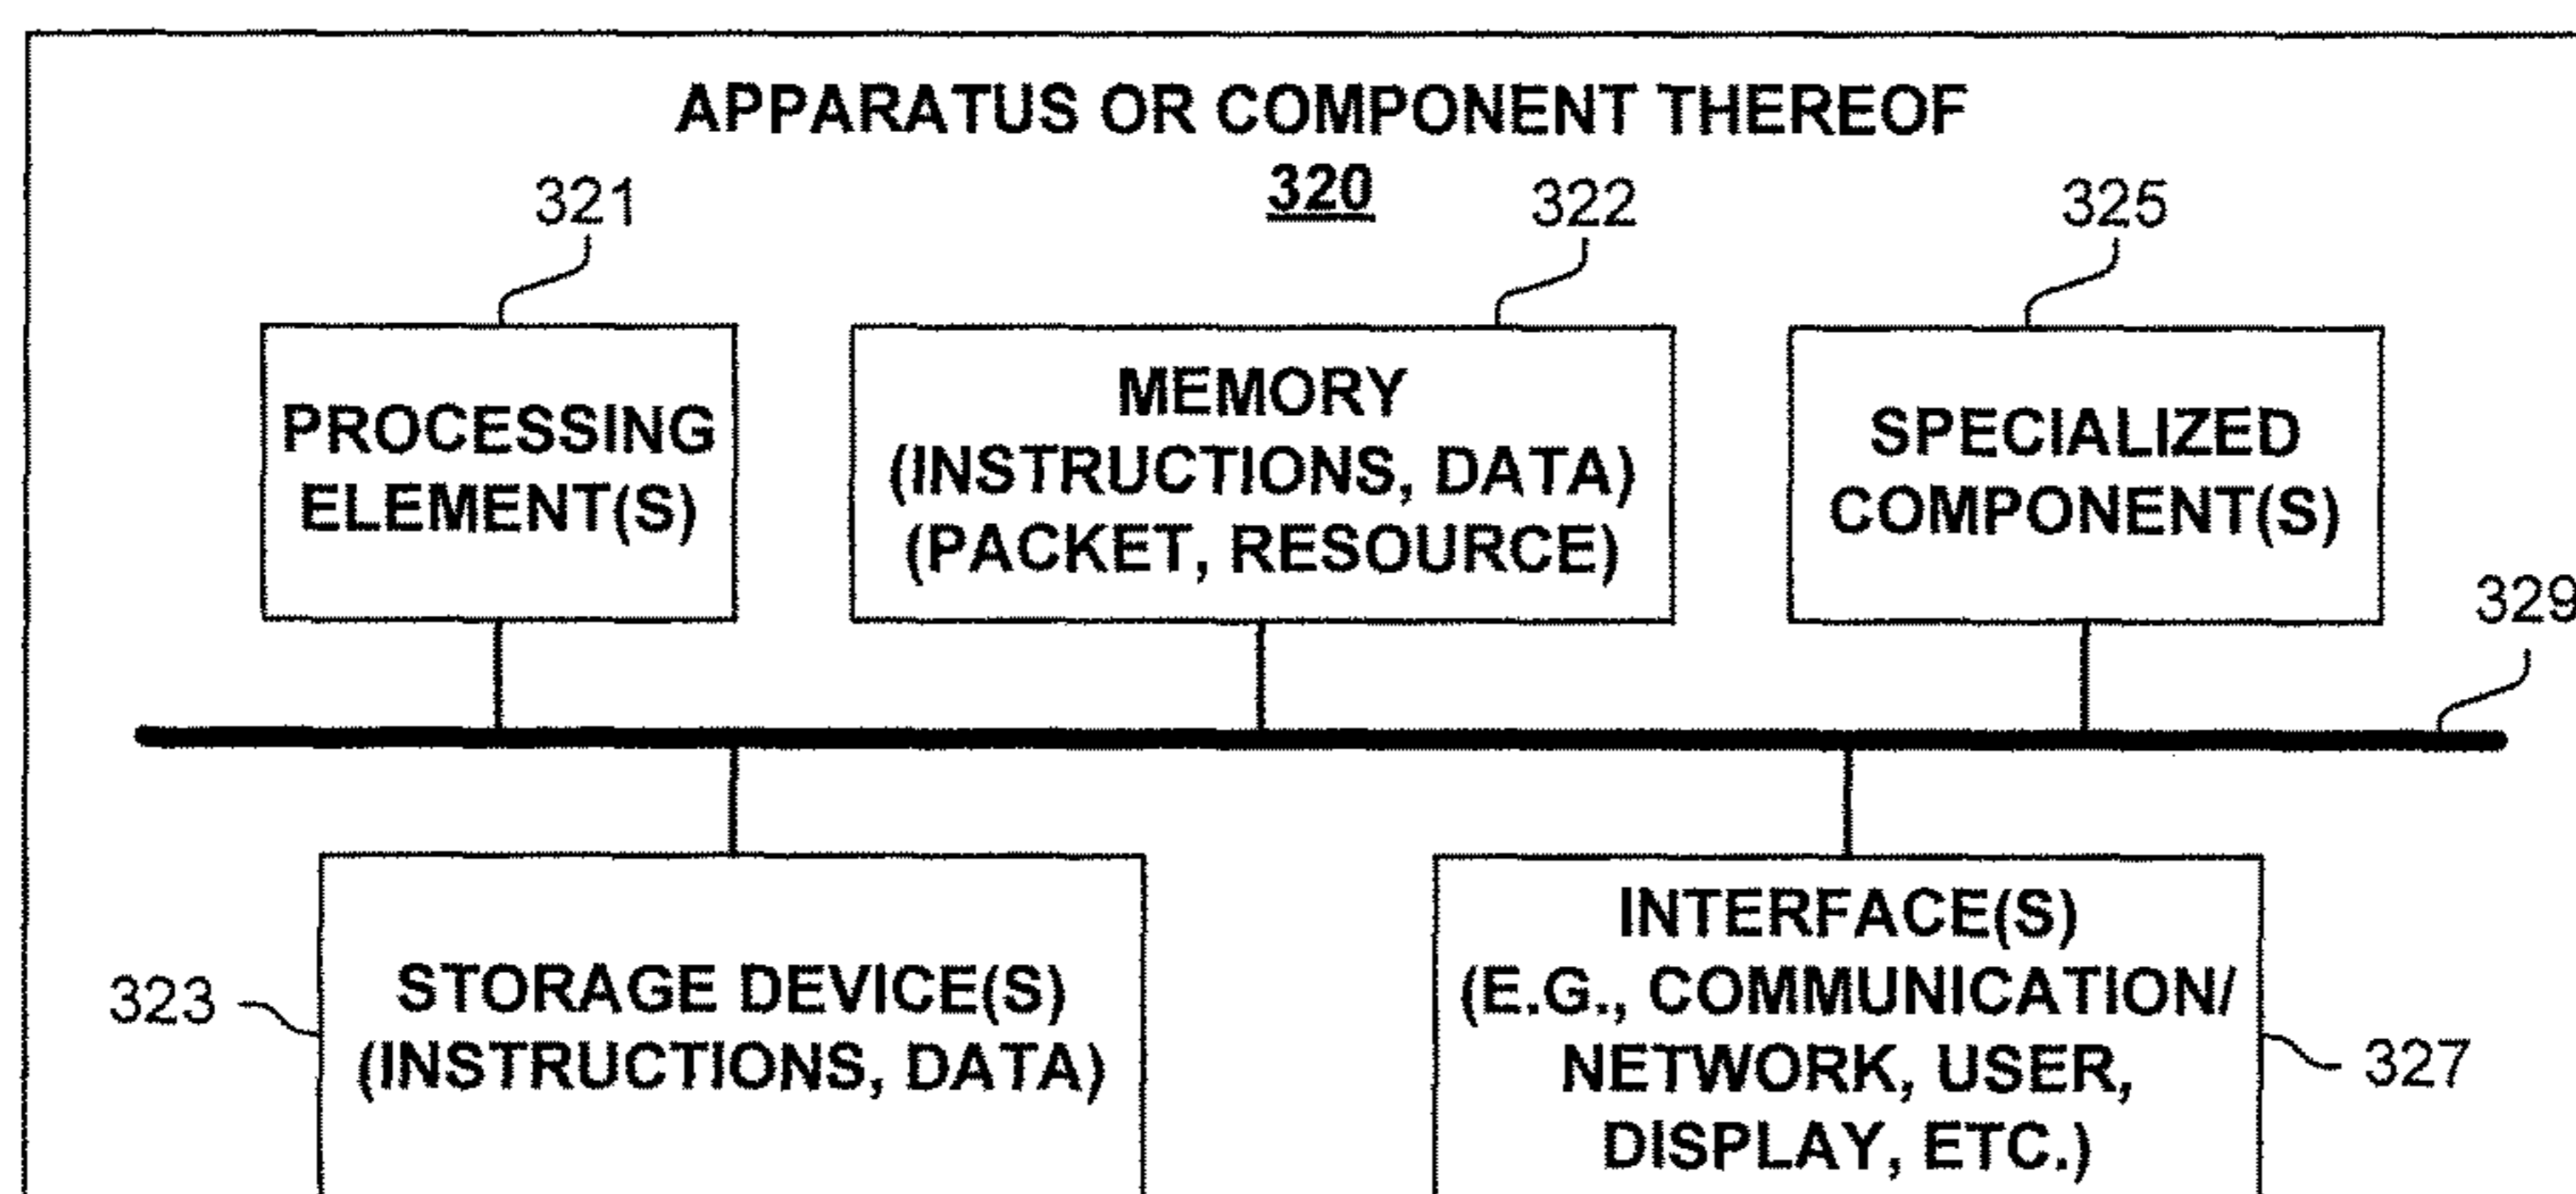 APPARATUS OR COMPONENT THEREOF
320
321
322
325
PROCESSING
ELEMENT(S)
MEMORY
(INSTRUCTIONS, DATA)
(PACKET, RESOURCE)
SPECIALIZED
COMPONENT(S)
329
323
STORAGE DEVICE(S)
(INSTRUCTIONS, DATA)
INTERFACE(S)
(E.G., COMMUNICATION/
NETWORK, USER,
DISPLAY, ETC.)
327